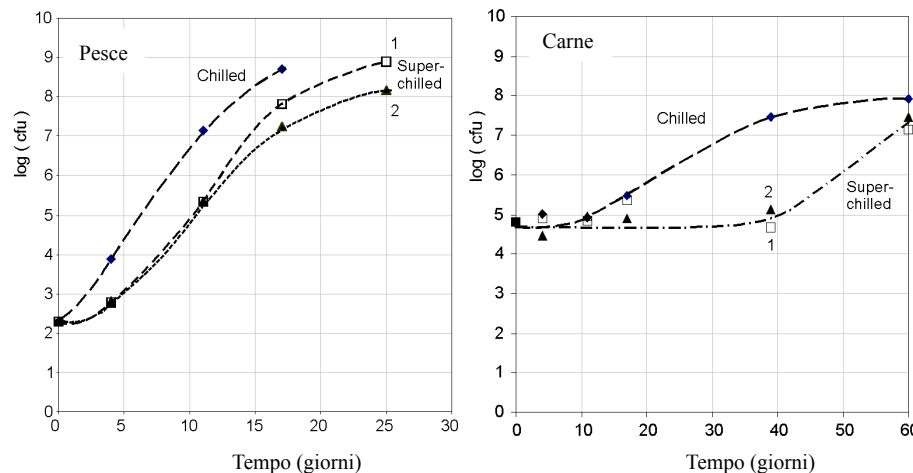 Pesce
Chilled
1
Super-
chilled
2
log ( cfu )
10
9
8
7
6
5
4
3
2
1
0
0 5 10 15 20 25 30
Tempo (giorni)
Carne
Chilled
2
Super-
chilled
1
log ( cfu )
10
9
8
7
6
5
4
3
2
1
0
0 10 20 30 40 50 60
Tempo (giorni)